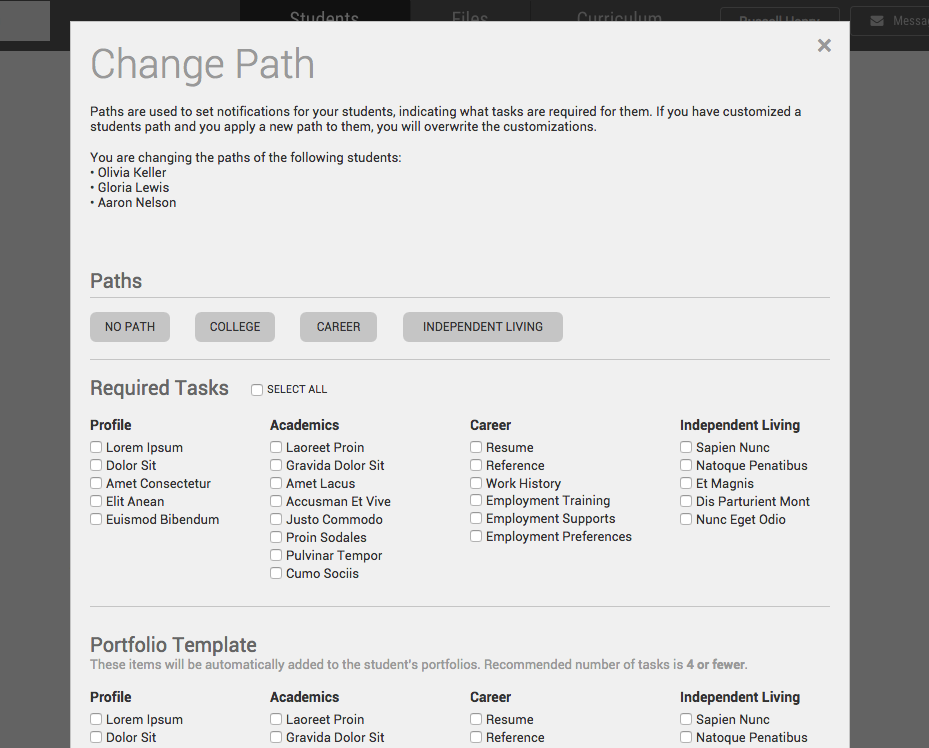 Students Files Curriculum Russell Henry
Change Path
Paths are used to set notifications for your students, indicating what tasks are required for them. If you have customized a
students path and you apply a new path to them, you will overwrite the customizations.
You are changing the paths of the following students:
• Olivia Keller
• Gloria Lewis
• Aaron Nelson
Paths
NO PATH COLLEGE CAREER INDEPENDENT LIVING
Required Tasks SELECT ALL
Profile Academics Career Independent Living
Lorem Ipsum Laoreet Proin Resume Sapien Nunc
Dolor Sit Gravida Dolor Sit Reference Natoque Penatibus
Amet Consectetur Amet Lacus Work History Et Magnis
Elit Anean Accusman Et Vive Employment Training Dis Parturient Mont
Euismod Bibendum Justo Commodo Employment Supports Nunc Eget Odio
Proin Sodales Employment Preferences
Pulvinar Tempor
Cumo Sociis
Portfolio Template
These items will be automatically added to the student's portfolios. Recommended number of tasks is 4 or fewer.
Profile Academics Career Independent Living
Lorem Ipsum Laoreet Proin Resume Sapien Nunc
Dolor Sit Gravida Dolor Sit Reference Natoque Penatibus